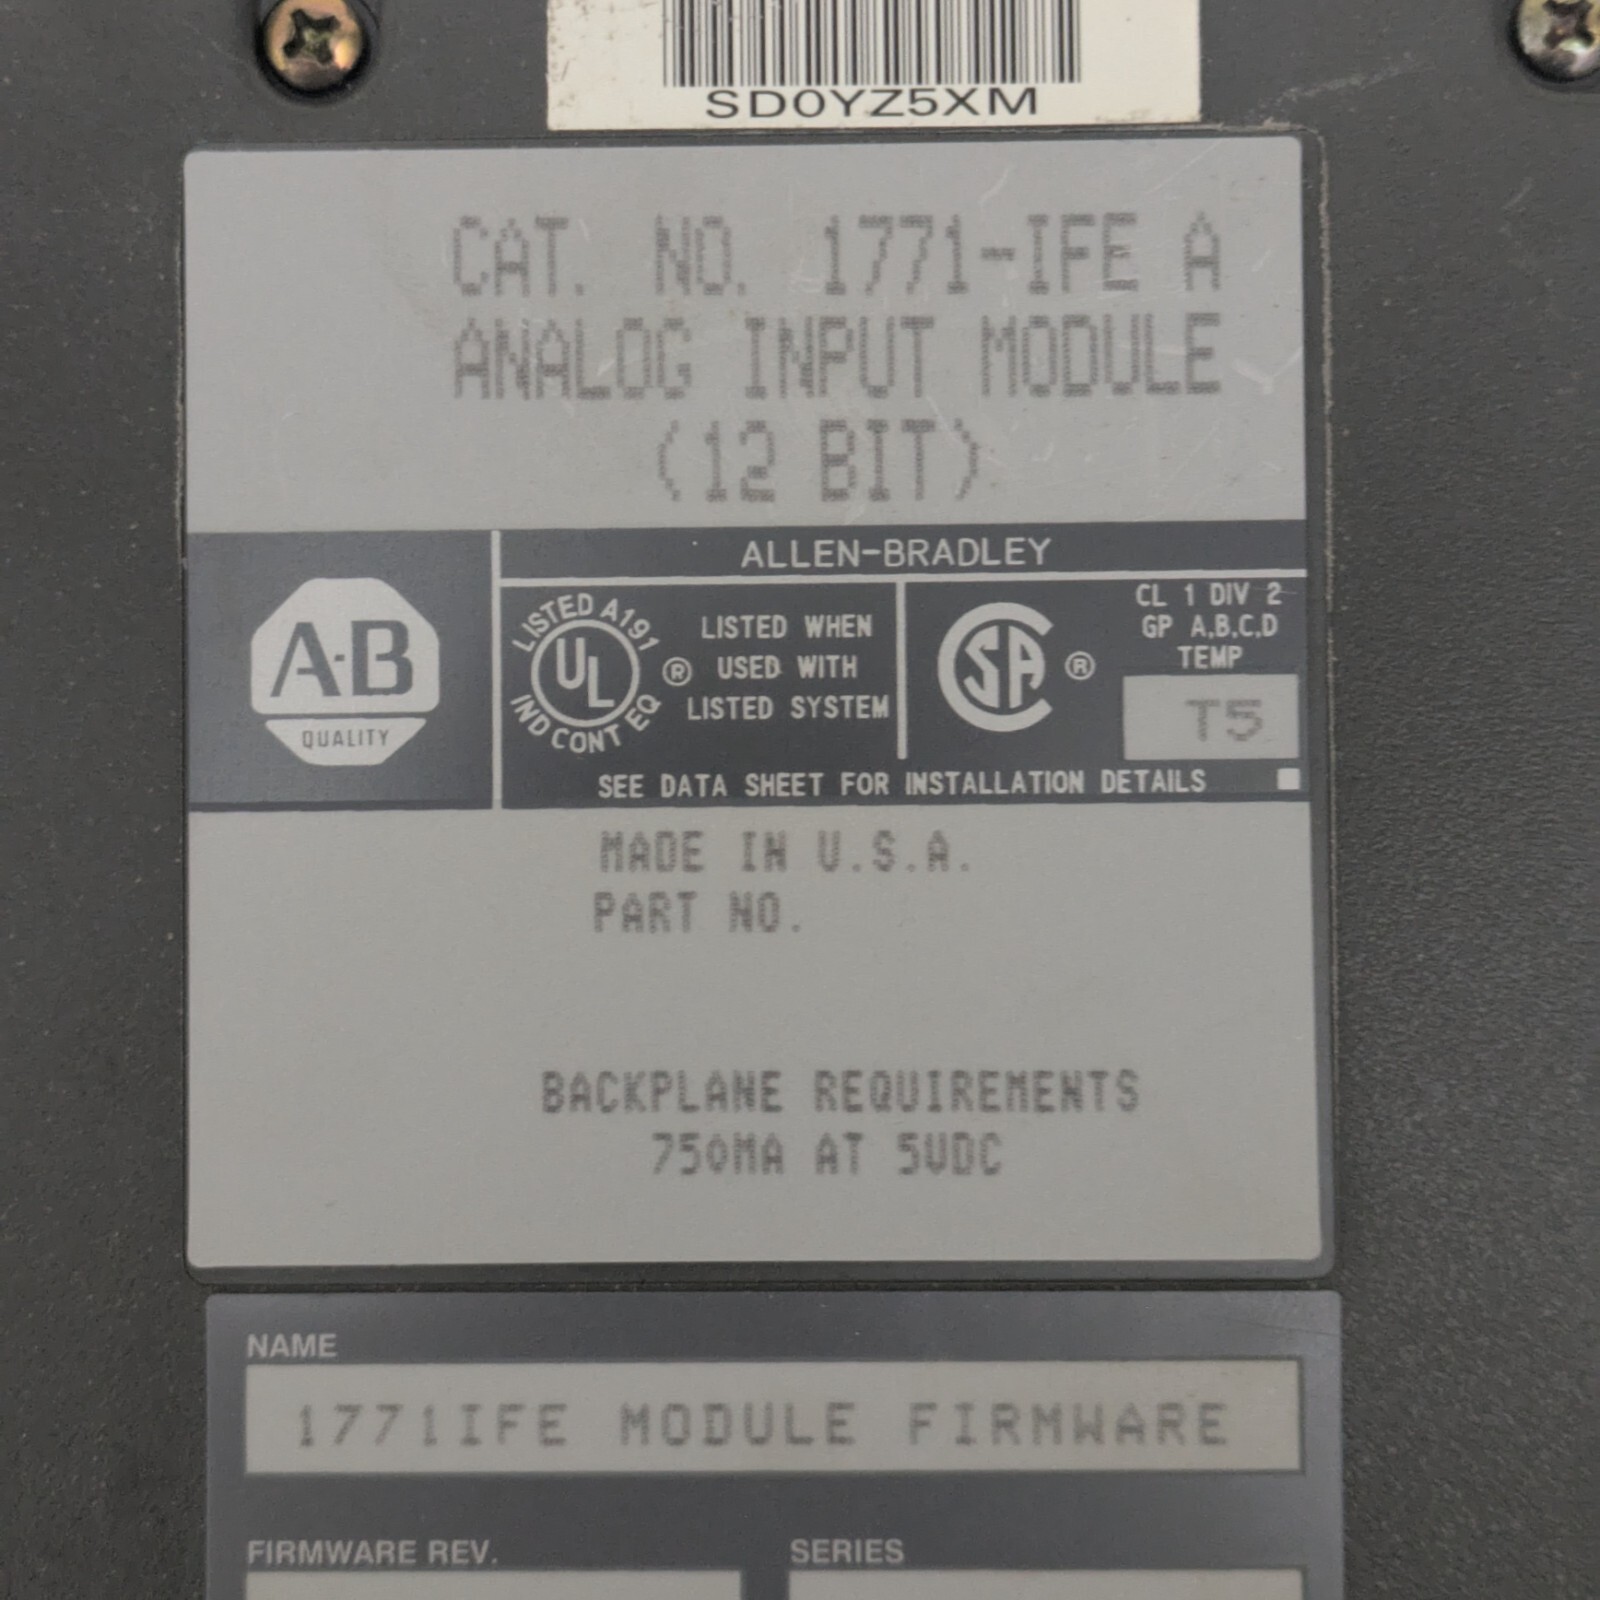 SD0YZ5XM
CAT. NO. 1771-IFE A
ANALOG INPUT MODULE
(12 BIT)
ALLEN-BRADLEY
A-B
QUALITY
LISTED A191
UL
IND CONT EQ
®
LISTED WHEN
USED WITH
LISTED SYSTEM
CSA
®
CL 1 DIV 2
GP A,B,C,D
TEMP
T5
SEE DATA SHEET FOR INSTALLATION DETAILS
MADE IN U.S.A.
PART NO.
BACKPLANE REQUIREMENTS
750MA AT 5VDC
NAME
1771IFE MODULE FIRMWARE
FIRMWARE REV.
SERIES